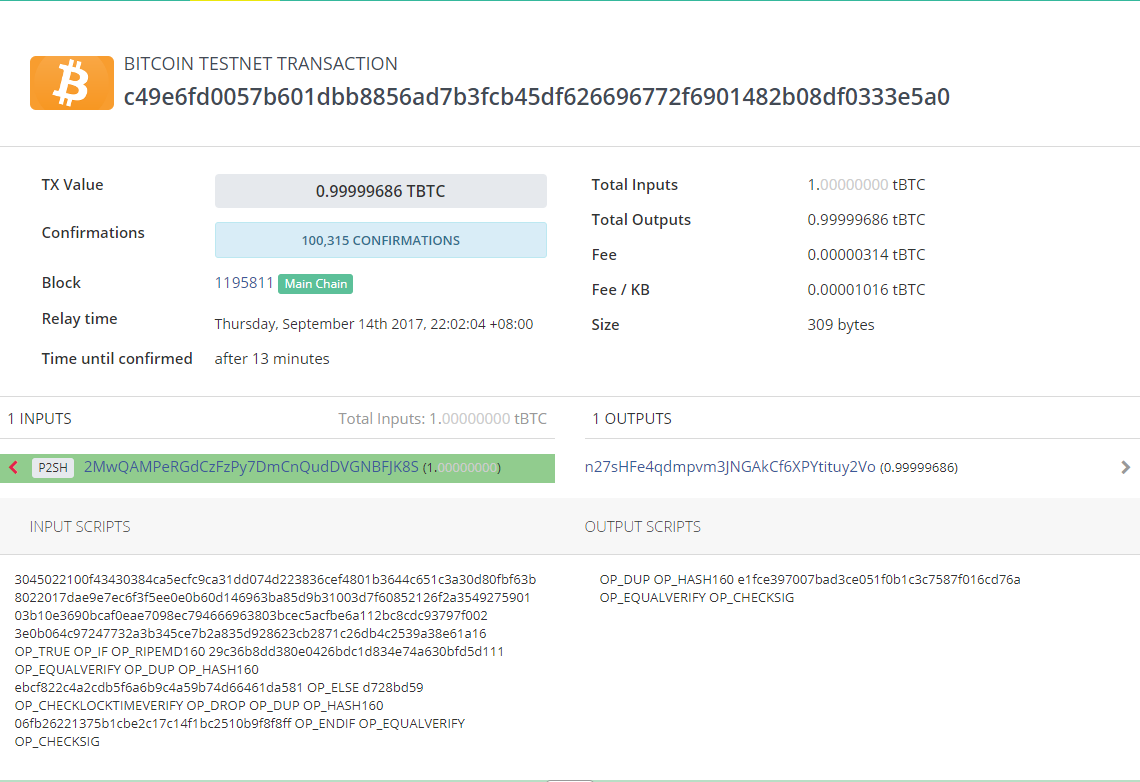 BITCOIN TESTNET TRANSACTION
c49e6fd0057b601dbb8856ad7b3fcb45df626696772f6901482b08df0333e5a0
TX Value 0.99999686 TBTC
Confirmations 100,315 CONFIRMATIONS
Block 1195811 Main Chain
Relay time Thursday, September 14th 2017, 22:02:04 +08:00
Time until confirmed after 13 minutes
Total Inputs 1.00000000 tBTC
Total Outputs 0.99999686 tBTC
Fee 0.00000314 tBTC
Fee / KB 0.00001016 tBTC
Size 309 bytes
1 INPUTS Total Inputs: 1.00000000 tBTC
P2SH 2MwQAMPeRGdCzFzPy7DmCnQudDVGNBFJK8S (1.00000000)
1 OUTPUTS
n27sHFe4qdmpvm3JNGAkCf6XPYtituy2Vo (0.99999686)
INPUT SCRIPTS
3045022100f43430384ca5ecfc9ca31dd074d223836cef4801b3644c651c3a30d80fbf63b
8022017dae9e7ec6f3f5ee0e0b60d146963ba85d9b31003d7f60852126f2a3549275901
03b10e3690bcaf0eae7098ec794666963803bcec5acfbe6a112bc8cdc93797f002
3e0b064c97247732a3b345ce7b2a835d928623cb2871c26db4c2539a38e61a16
OP_TRUE OP_IF OP_RIPEMD160 29c36b8dd380e0426bdc1d834e74a630bfd5d111
OP_EQUALVERIFY OP_DUP OP_HASH160
ebcf822c4a2cdb5f6a6b9c4a59b74d66461da581 OP_ELSE d728bd59
OP_CHECKLOCKTIMEVERIFY OP_DROP OP_DUP OP_HASH160
06fb26221375b1cbe2c17c14f1bc2510b9f8f8ff OP_ENDIF OP_EQUALVERIFY
OP_CHECKSIG
OUTPUT SCRIPTS
OP_DUP OP_HASH160 e1fce397007bad3ce051f0b1c3c7587f016cd76a
OP_EQUALVERIFY OP_CHECKSIG